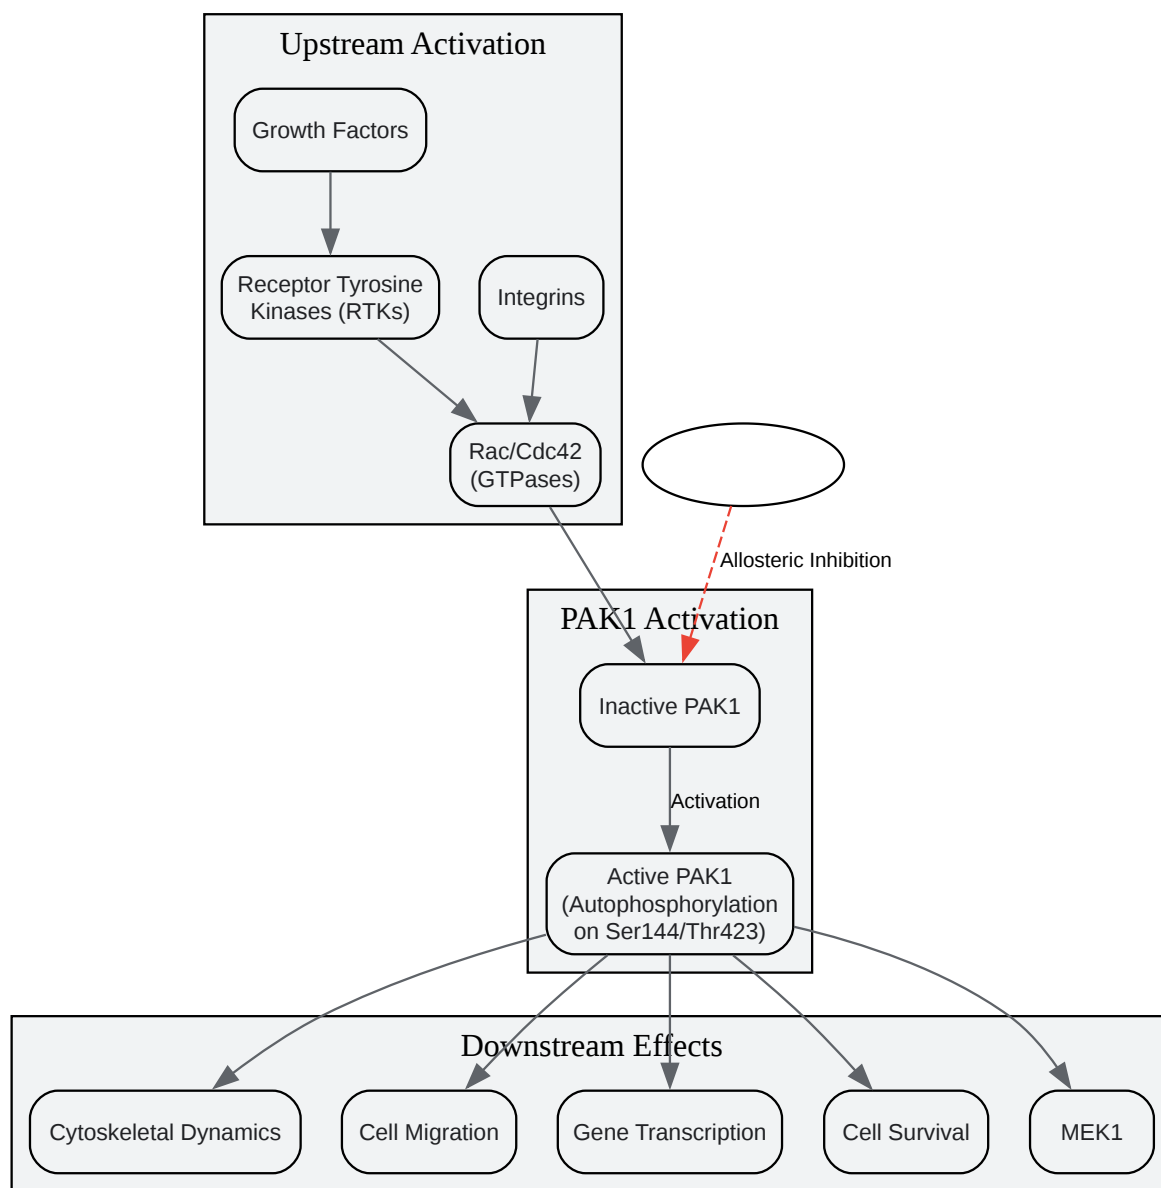 Upstream Activation
Growth Factors
Receptor Tyrosine
Kinases (RTKs)
Integrins
Rac/Cdc42
(GTPases)
Allosteric Inhibition
PAK1 Activation
Inactive PAK1
Activation
Active PAK1
(Autophosphorylation
on Ser144/Thr423)
Downstream Effects
Cytoskeletal Dynamics
Cell Migration
Gene Transcription
Cell Survival
MEK1